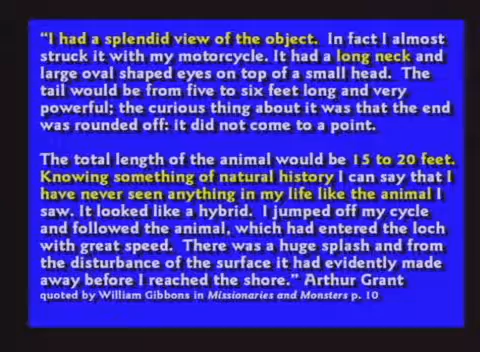 “I had a splendid view of the object.  In fact I almost
struck it with my motorcycle. It had a long neck and
large oval shaped eyes on top of a small head.  The
tail would be from five to six feet long and very
powerful; the curious thing about it was that the end
was rounded off: it did not come to a point.

The total length of the animal would be 15 to 20 feet.
Knowing something of natural history I can say that I
have never seen anything in my life like the animal I
saw. It looked like a hybrid.  I jumped off my cycle
and followed the animal, which had entered the loch
with great speed.  There was a huge splash and from
the disturbance of the surface it had evidently made
away before I reached the shore.” Arthur Grant
quoted by William Gibbons in Missionaries and Monsters p. 10